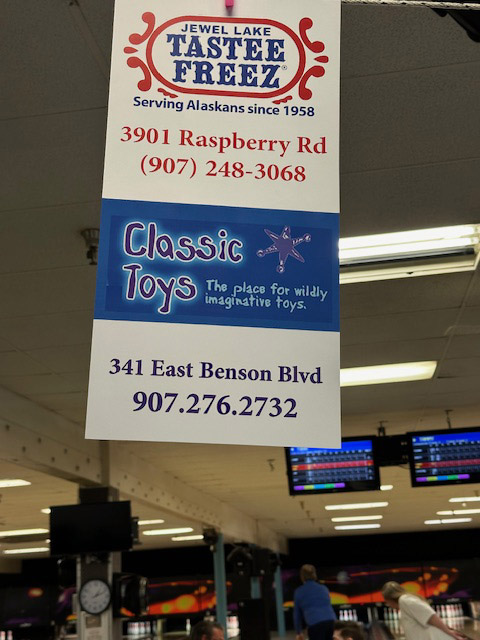 JEWEL LAKE
TASTEE
FREEZ®
Serving Alaskans since 1958
3901 Raspberry Rd
(907) 248-3068
Classic
Toys
The place for wildly
imaginative toys.
341 East Benson Blvd
907.276.2732